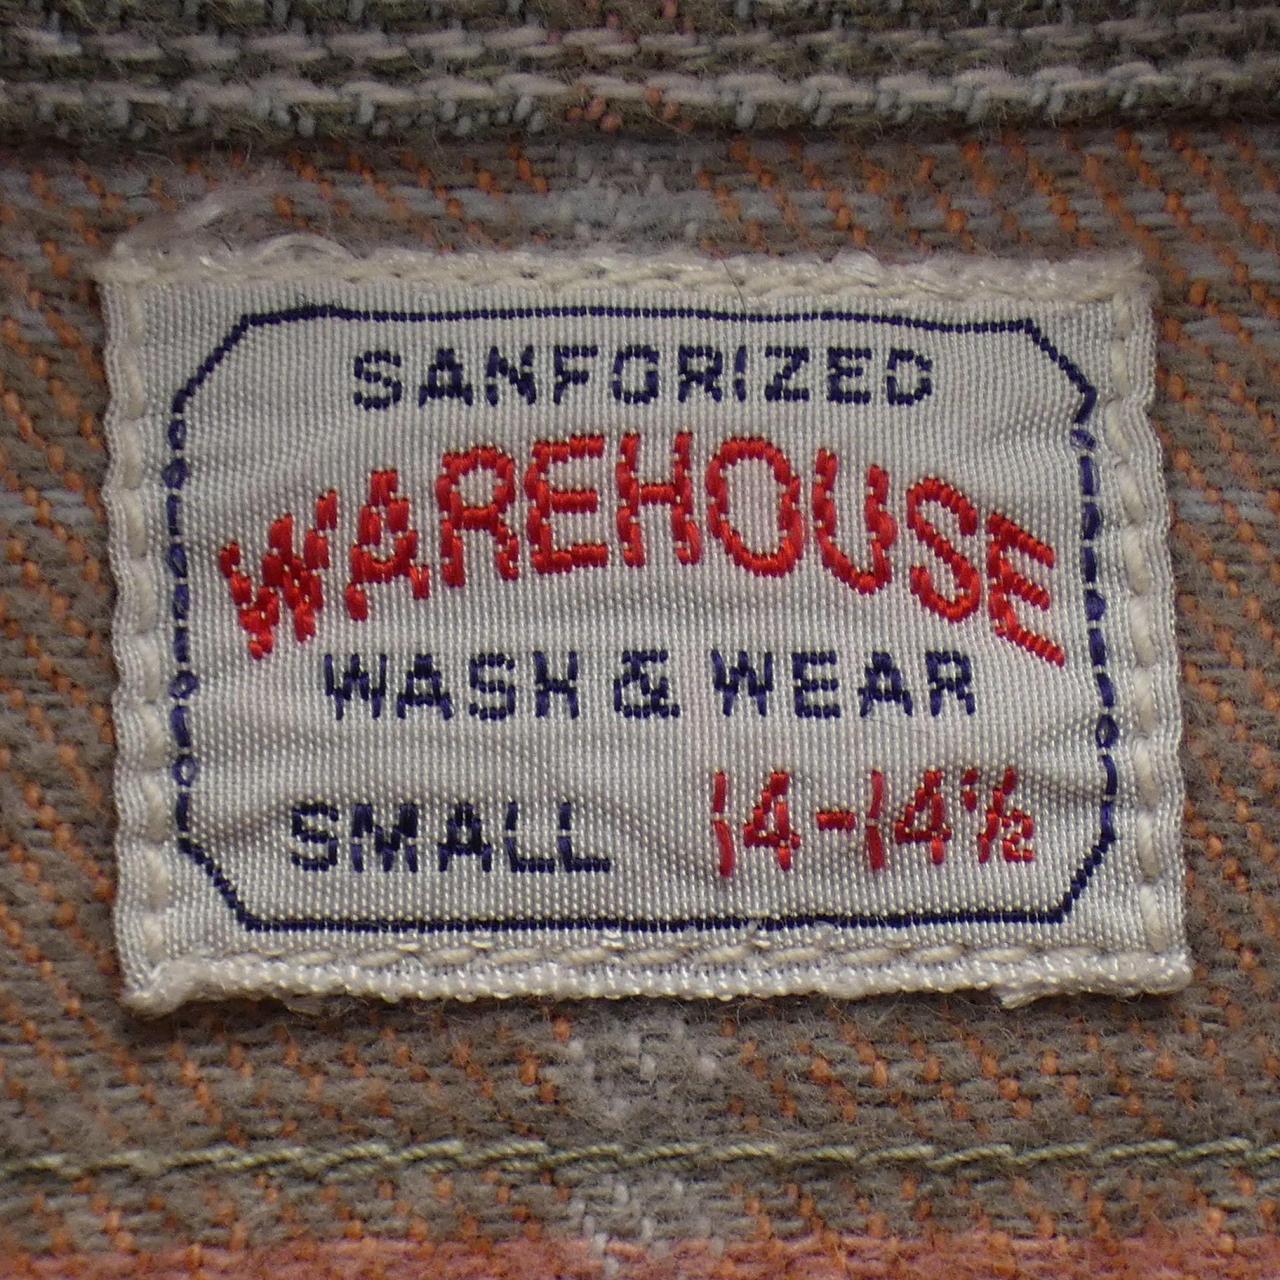 SANFORIZED
WAREHOUSE
WASH & WEAR
SMALL 14-14½